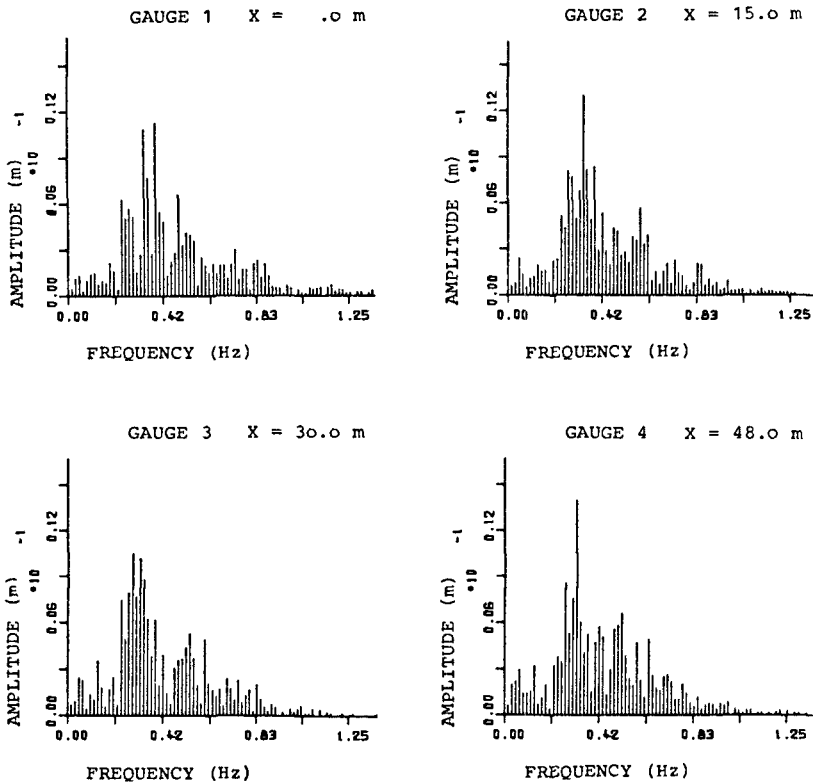 GAUGE 1 X = .o m
AMPLITUDE (m) *10 -1
0.12
0.06
0.00
0.00 0.42 0.83 1.25
FREQUENCY (Hz)
GAUGE 2 X = 15.o m
AMPLITUDE (m) *10 -1
0.12
0.06
0.00
0.00 0.42 0.83 1.25
FREQUENCY (Hz)
GAUGE 3 X = 3o.o m
AMPLITUDE (m) *10 -1
0.12
0.06
0.00
0.00 0.42 0.83 1.25
FREQUENCY (Hz)
GAUGE 4 X = 48.o m
AMPLITUDE (m) *10 -1
0.12
0.06
0.00
0.00 0.42 0.83 1.25
FREQUENCY (Hz)